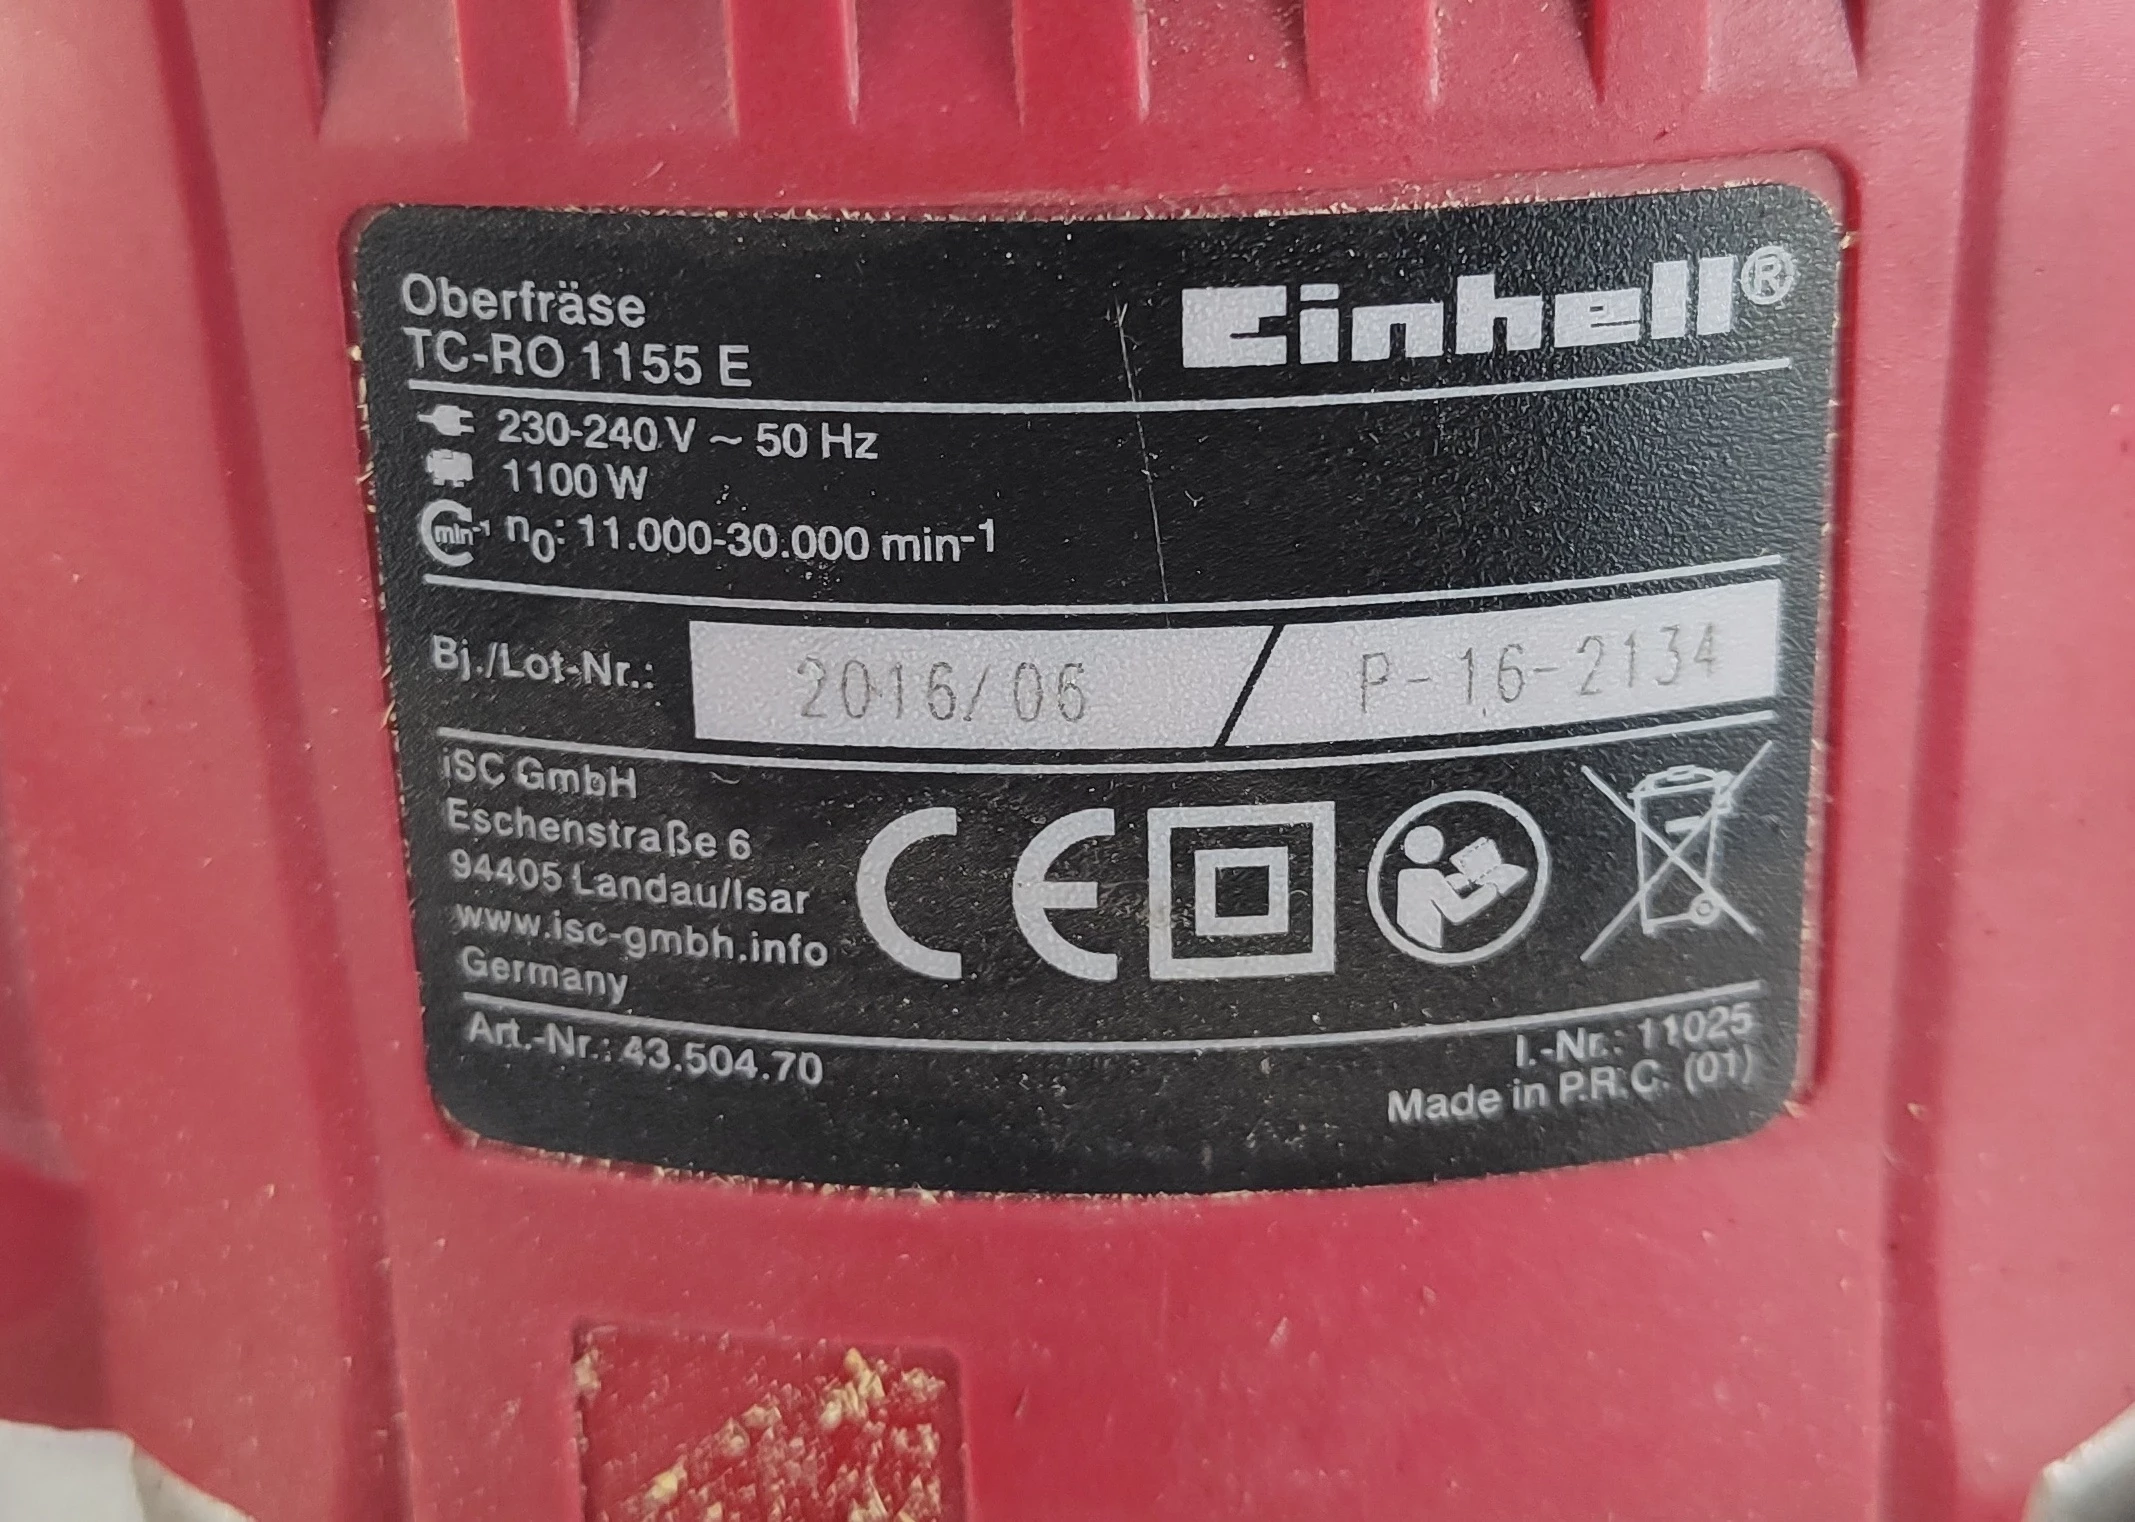 Oberfräse
TC-RO 1155 E
Einhell®
230-240 V ~ 50 Hz
1100 W
min-1 n0: 11.000-30.000 min-1
Bj./Lot-Nr.: 2016/06 / P-16-2134
iSC GmbH
Eschenstraße 6
94405 Landau/Isar
www.isc-gmbh.info
Germany
CE
Art.-Nr.: 43.504.70
I.-Nr.: 11025
Made in P.R.C. (01)